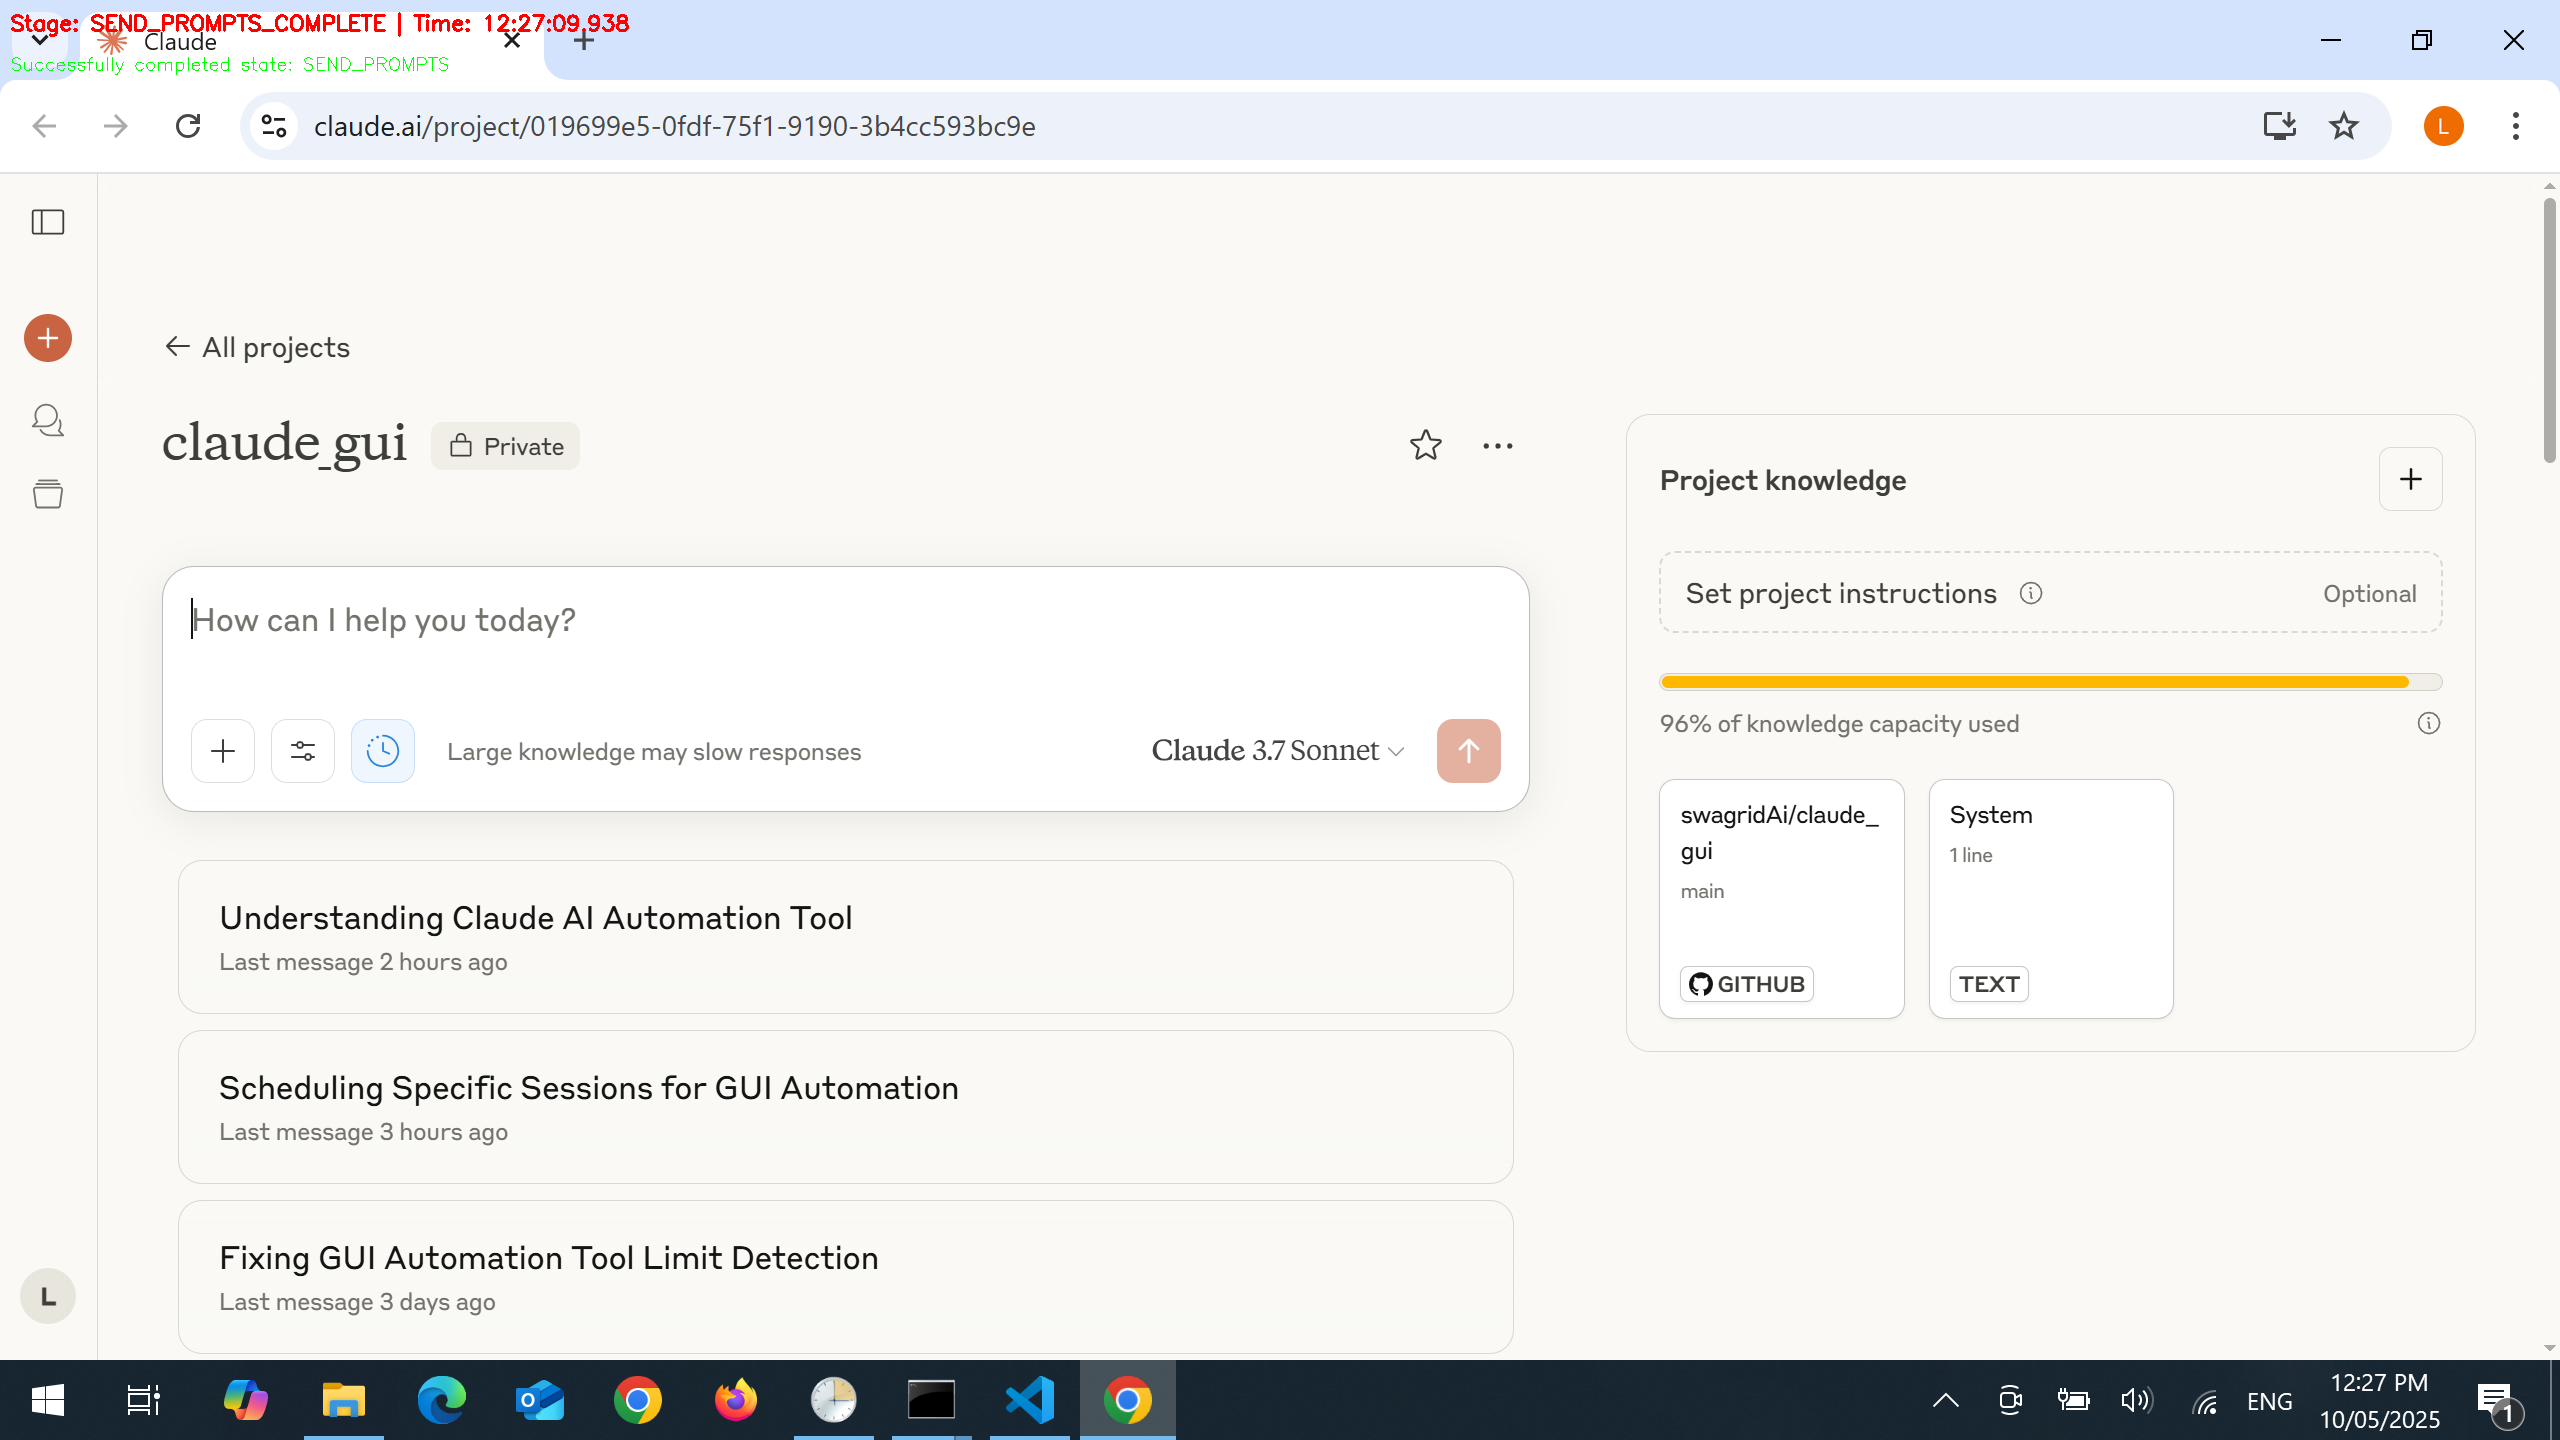 Stage: SEND_PROMPTS_COMPLETE | Time: 12:27:09.938
Claude
Successfully completed state: SEND_PROMPTS
claude.ai/project/019699e5-0fdf-75f1-9190-3b4cc593bc9e
L
All projects
claude_gui
Private
Project knowledge
Set project instructions
Optional
How can I help you today?
96% of knowledge capacity used
Large knowledge may slow responses
Claude 3.7 Sonnet
swagridAi/claude_
gui
main
GITHUB
System
1 line
TEXT
Understanding Claude AI Automation Tool
Last message 2 hours ago
Scheduling Specific Sessions for GUI Automation
Last message 3 hours ago
Fixing GUI Automation Tool Limit Detection
Last message 3 days ago
L
ENG
12:27 PM
10/05/2025
1